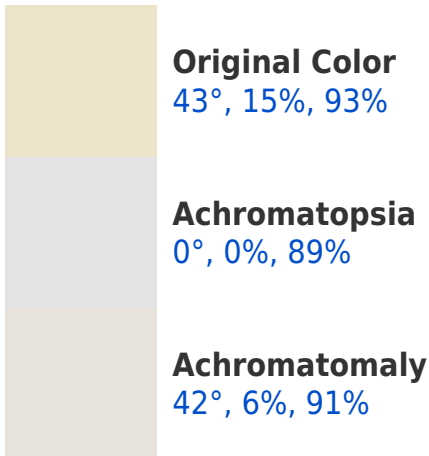 Original Color
43°, 15%, 93%
Achromatopsia
0°, 0%, 89%
Achromatomaly
42°, 6%, 91%